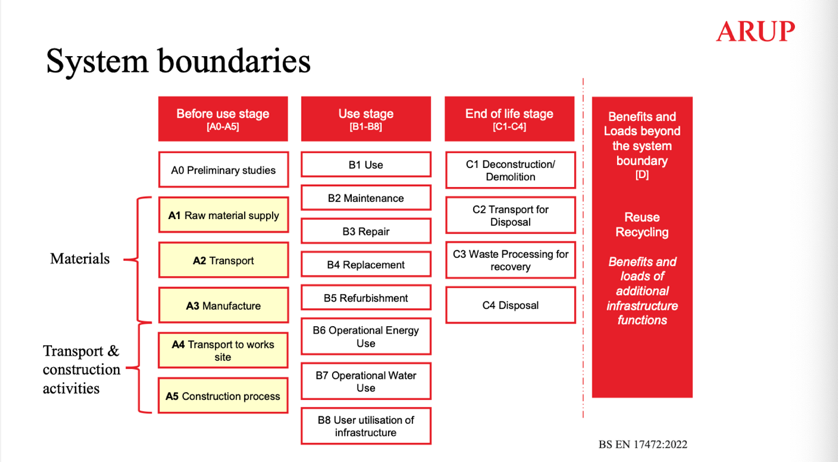 ARUP
System boundaries
Before use stage
[A0-A5]
A0 Preliminary studies
A1 Raw material supply
A2 Transport
A3 Manufacture
A4 Transport to works
site
A5 Construction process
Materials
Transport &
construction
activities
Use stage
[B1-B8]
B1 Use
B2 Maintenance
B3 Repair
B4 Replacement
B5 Refurbishment
B6 Operational Energy
Use
B7 Operational Water
Use
B8 User utilisation of
infrastructure
End of life stage
[C1-C4]
C1 Deconstruction/
Demolition
C2 Transport for
Disposal
C3 Waste Processing for
recovery
C4 Disposal
Benefits and
Loads beyond
the system
boundary
[D]
Reuse
Recycling
Benefits and
loads of
additional
infrastructure
functions
BS EN 17472:2022